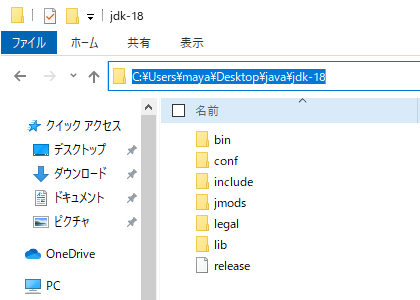 jdk-18
ファイル ホーム 共有 表示
C:¥Users¥maya¥Desktop¥java¥jdk-18
名前
クイック アクセス
デスクトップ
ダウンロード
ドキュメント
ピクチャ
OneDrive
PC
bin
conf
include
jmods
legal
lib
release